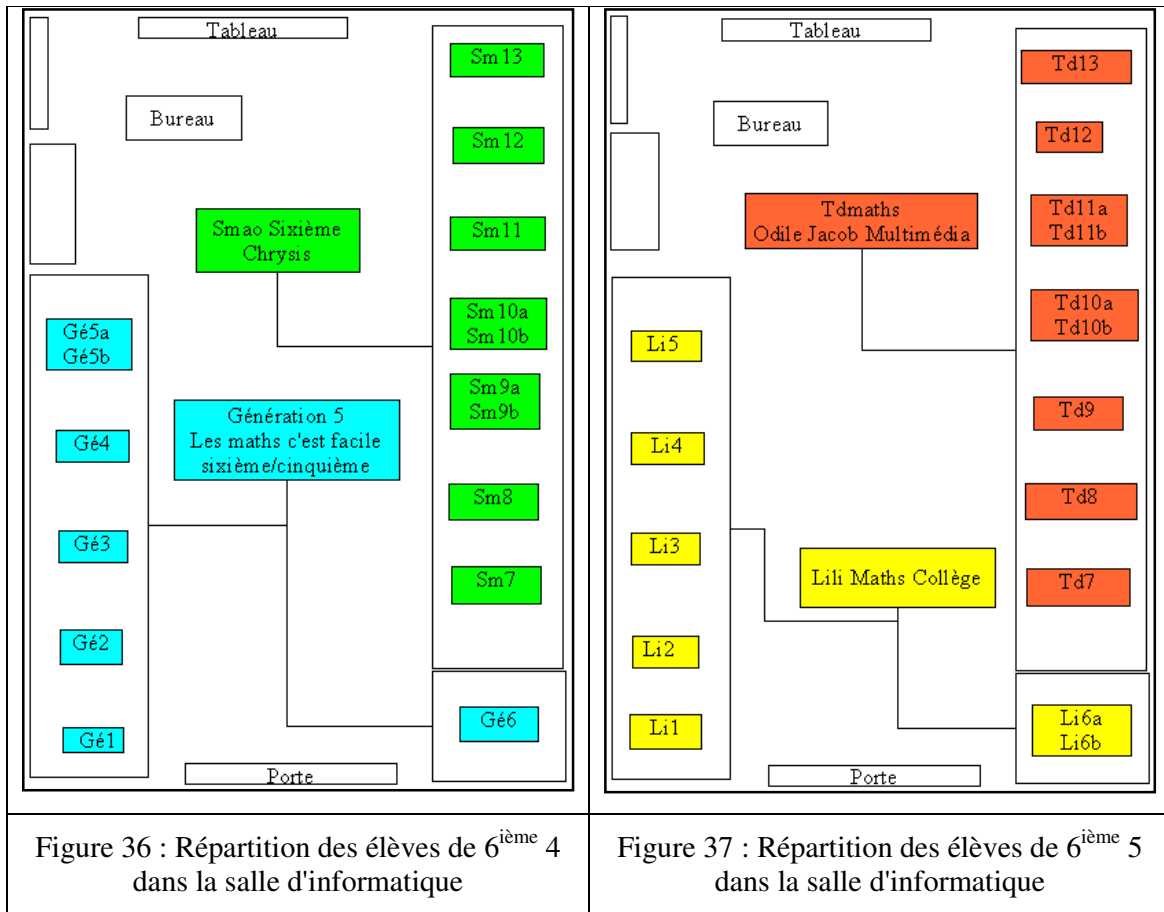 Tableau
Sm13
Bureau
Sm12
Smao Sixième
Chrysis
Sm11
Sm10a
Sm10b
Gé5a
Gé5b
Sm9a
Sm9b
Génération 5
Les maths c'est facile
sixième/cinquième
Gé4
Sm8
Gé3
Sm7
Gé2
Gé6
Gé1
Porte
Figure 36 : Répartition des élèves de 6ième 4
dans la salle d'informatique
Tableau
Td13
Bureau
Td12
Tdmaths
Odile Jacob Multimédia
Td11a
Td11b
Td10a
Td10b
Li5
Td9
Li4
Td8
Li3
Lili Maths Collège
Td7
Li2
Li1
Li6a
Li6b
Porte
Figure 37 : Répartition des élèves de 6ième 5
dans la salle d'informatique